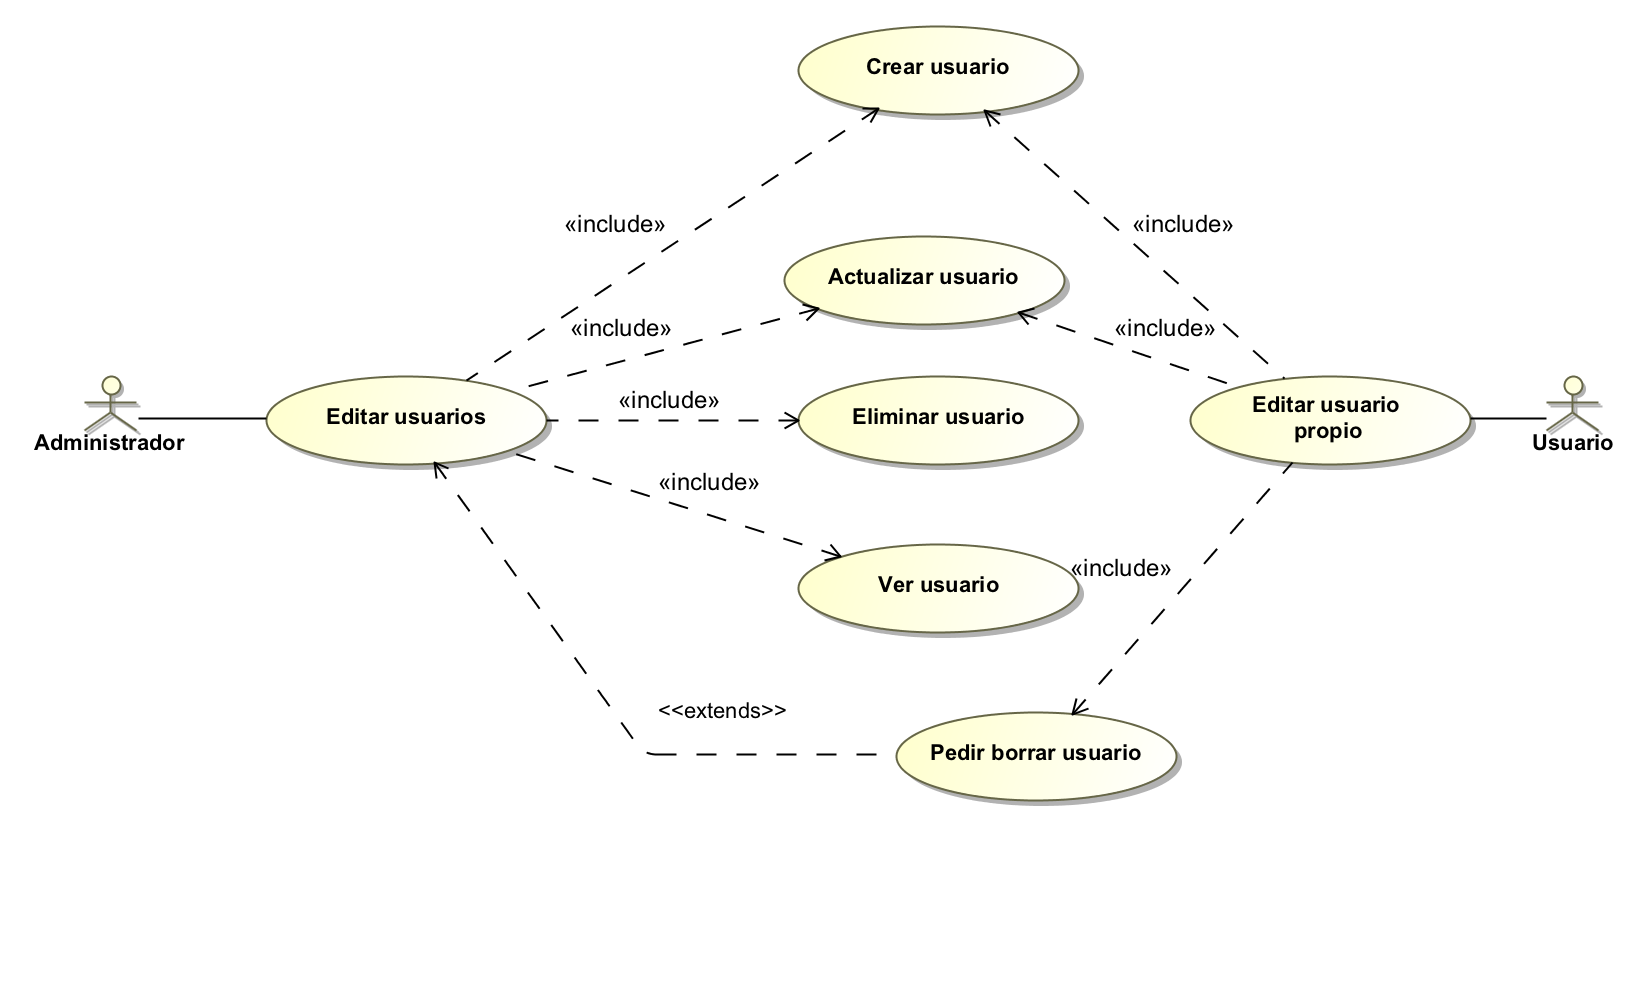 Crear usuario
«include»
«include»
Actualizar usuario
«include»
«include»
Administrador
Editar usuarios
«include»
Eliminar usuario
Editar usuario
propio
Usuario
«include»
Ver usuario
«include»
<<extends>>
Pedir borrar usuario